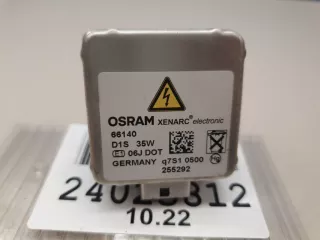 OSRAM XENARC® electronic
66140
D1S 35W
E1 06J DOT
GERMANY q7S1 0500
255292
10.22